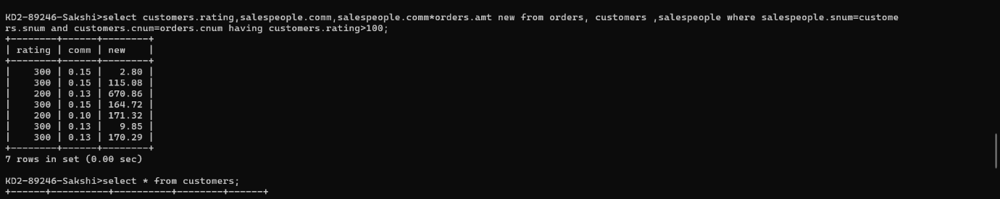 KD2-89246-Sakshi>select customers.rating,salespeople.comm,salespeople.comm*orders.amt new from orders, customers ,salespeople where salespeople.snum=custome
rs.snum and customers.cnum=orders.cnum having customers.rating>100;
+--------+------+--------+
| rating | comm | new    |
+--------+------+--------+
|    300 | 0.15 |   2.80 |
|    300 | 0.15 | 115.08 |
|    200 | 0.13 | 670.86 |
|    300 | 0.15 | 164.72 |
|    200 | 0.10 | 171.32 |
|    300 | 0.13 |   9.85 |
|    300 | 0.13 | 170.29 |
+--------+------+--------+
7 rows in set (0.00 sec)

KD2-89246-Sakshi>select * from customers;
+------+----------+----------+--------+------+